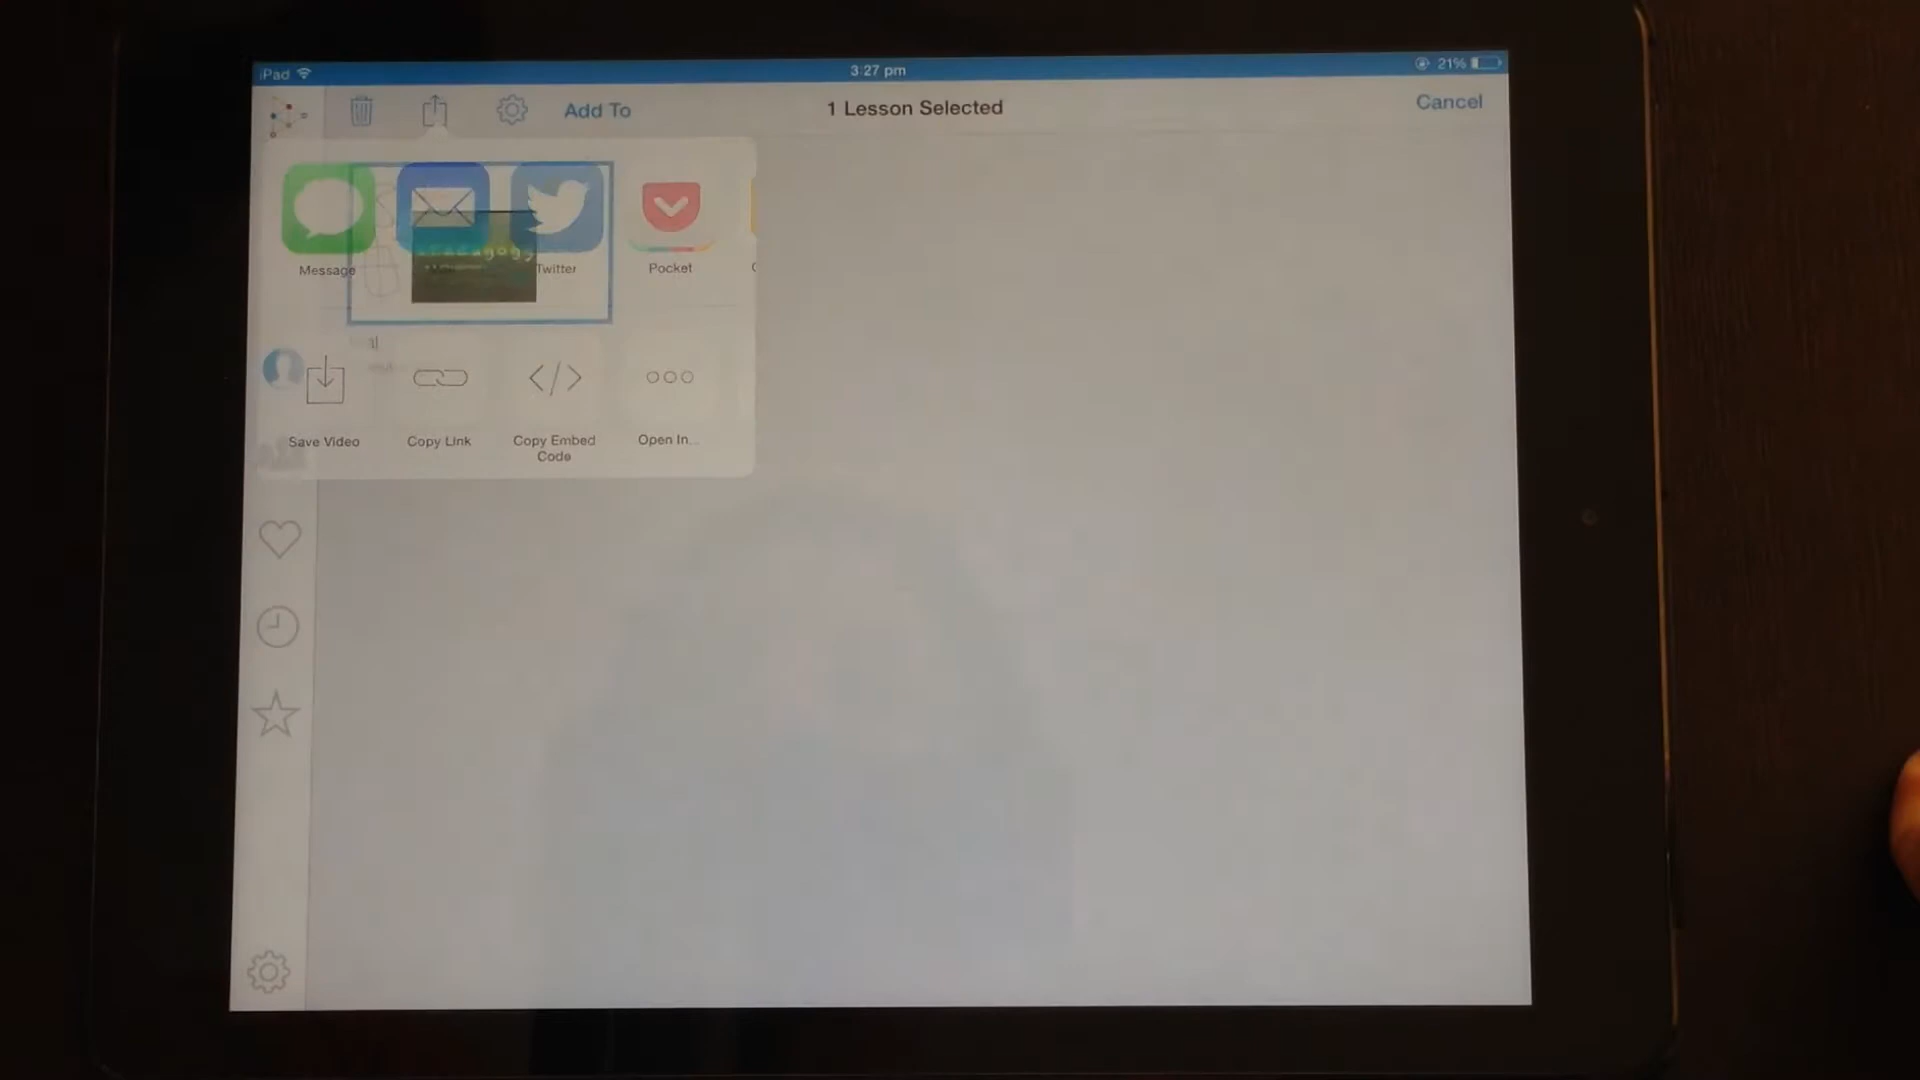 iPad
3:27 pm
21%
Add To
1 Lesson Selected
Cancel
Message
Twitter
Pocket
Save Video
Copy Link
Copy Embed
Code
Open In...